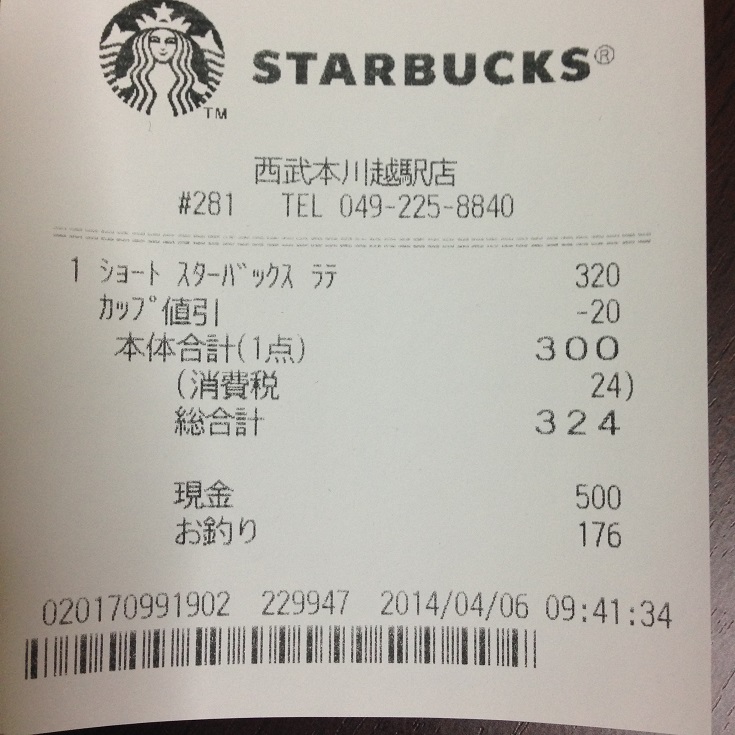 STARBUCKS®
TM
西武本川越駅店
#281 TEL 049-225-8840
1 ショート スターバックス ラテ 320
カップ値引 -20
本体合計(1点) 300
(消費税 24)
総合計 324
現金 500
お釣り 176
020170991902 229947 2014/04/06 09:41:34